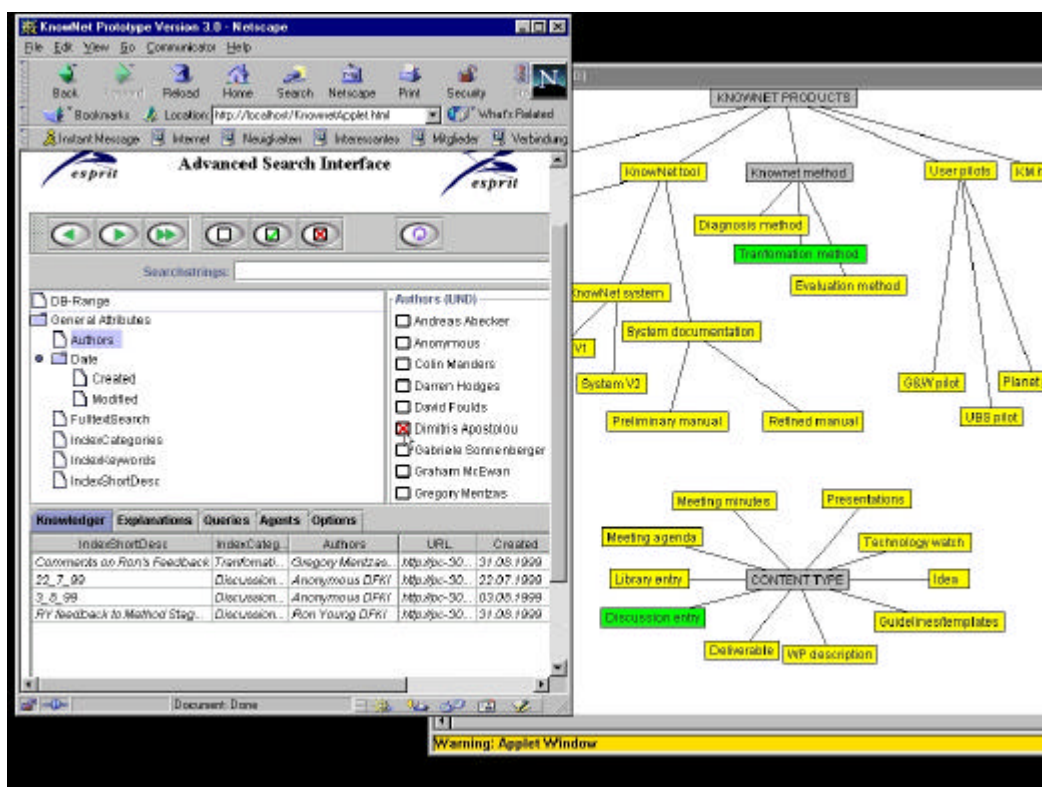 KnowNet Prototype Version 3.0 - Netscape
File Edit View Go Communicator Help
Back Reload Home Search Netscape Print Security
Bookmarks Location: http://localhost/KnownetApplet.html What's Related
Instant Message Internet Neuigkeiten Interessantes Mitglieder Verbindung
esprit Advanced Search Interface esprit
Searchstrings:
DB-Range
General Attributes
Authors
Date
Created
Modified
FulltextSearch
IndexCategories
IndexKeywords
IndexShortDesc
Authors (UND)
Andreas Abecker
Anonymous
Colin Manders
Darren Hodges
David Foulds
Dimitris Apostolou
Gabriele Sonnenberger
Graham McEwan
Gregory Mentzas
Knowledger Explanations Queries Agents Options
IndexShortDesc IndexCateg... Authors URL Created
Comments on Ron's Feedback Tranfomati... Gregory Mentzas... http://pc-30... 31.08.1999
22_7_99 Discussion... Anonymous DFKI http://pc-30... 22.07.1999
3_8_99 Discussion... Anonymous DFKI http://pc-30... 03.08.1999
RY feedback to Method Stag... Discussion... Ron Young DFKI http://pc-30... 31.08.1999
Document: Done
KNOWNET PRODUCTS
KnowNet tool
Knownet method
User pilots
Diagnosis method
Tranfomation method
Evaluation method
KnowNet system
System documentation
V1
System V2
G&W pilot
Planet
Preliminary manual
Refined manual
UBS pilot
Meeting minutes
Presentations
Meeting agenda
Technology watch
Library entry
CONTENT TYPE
Idea
Discussion entry
Guidelines/templates
Deliverable
WP description
Warning: Applet Window